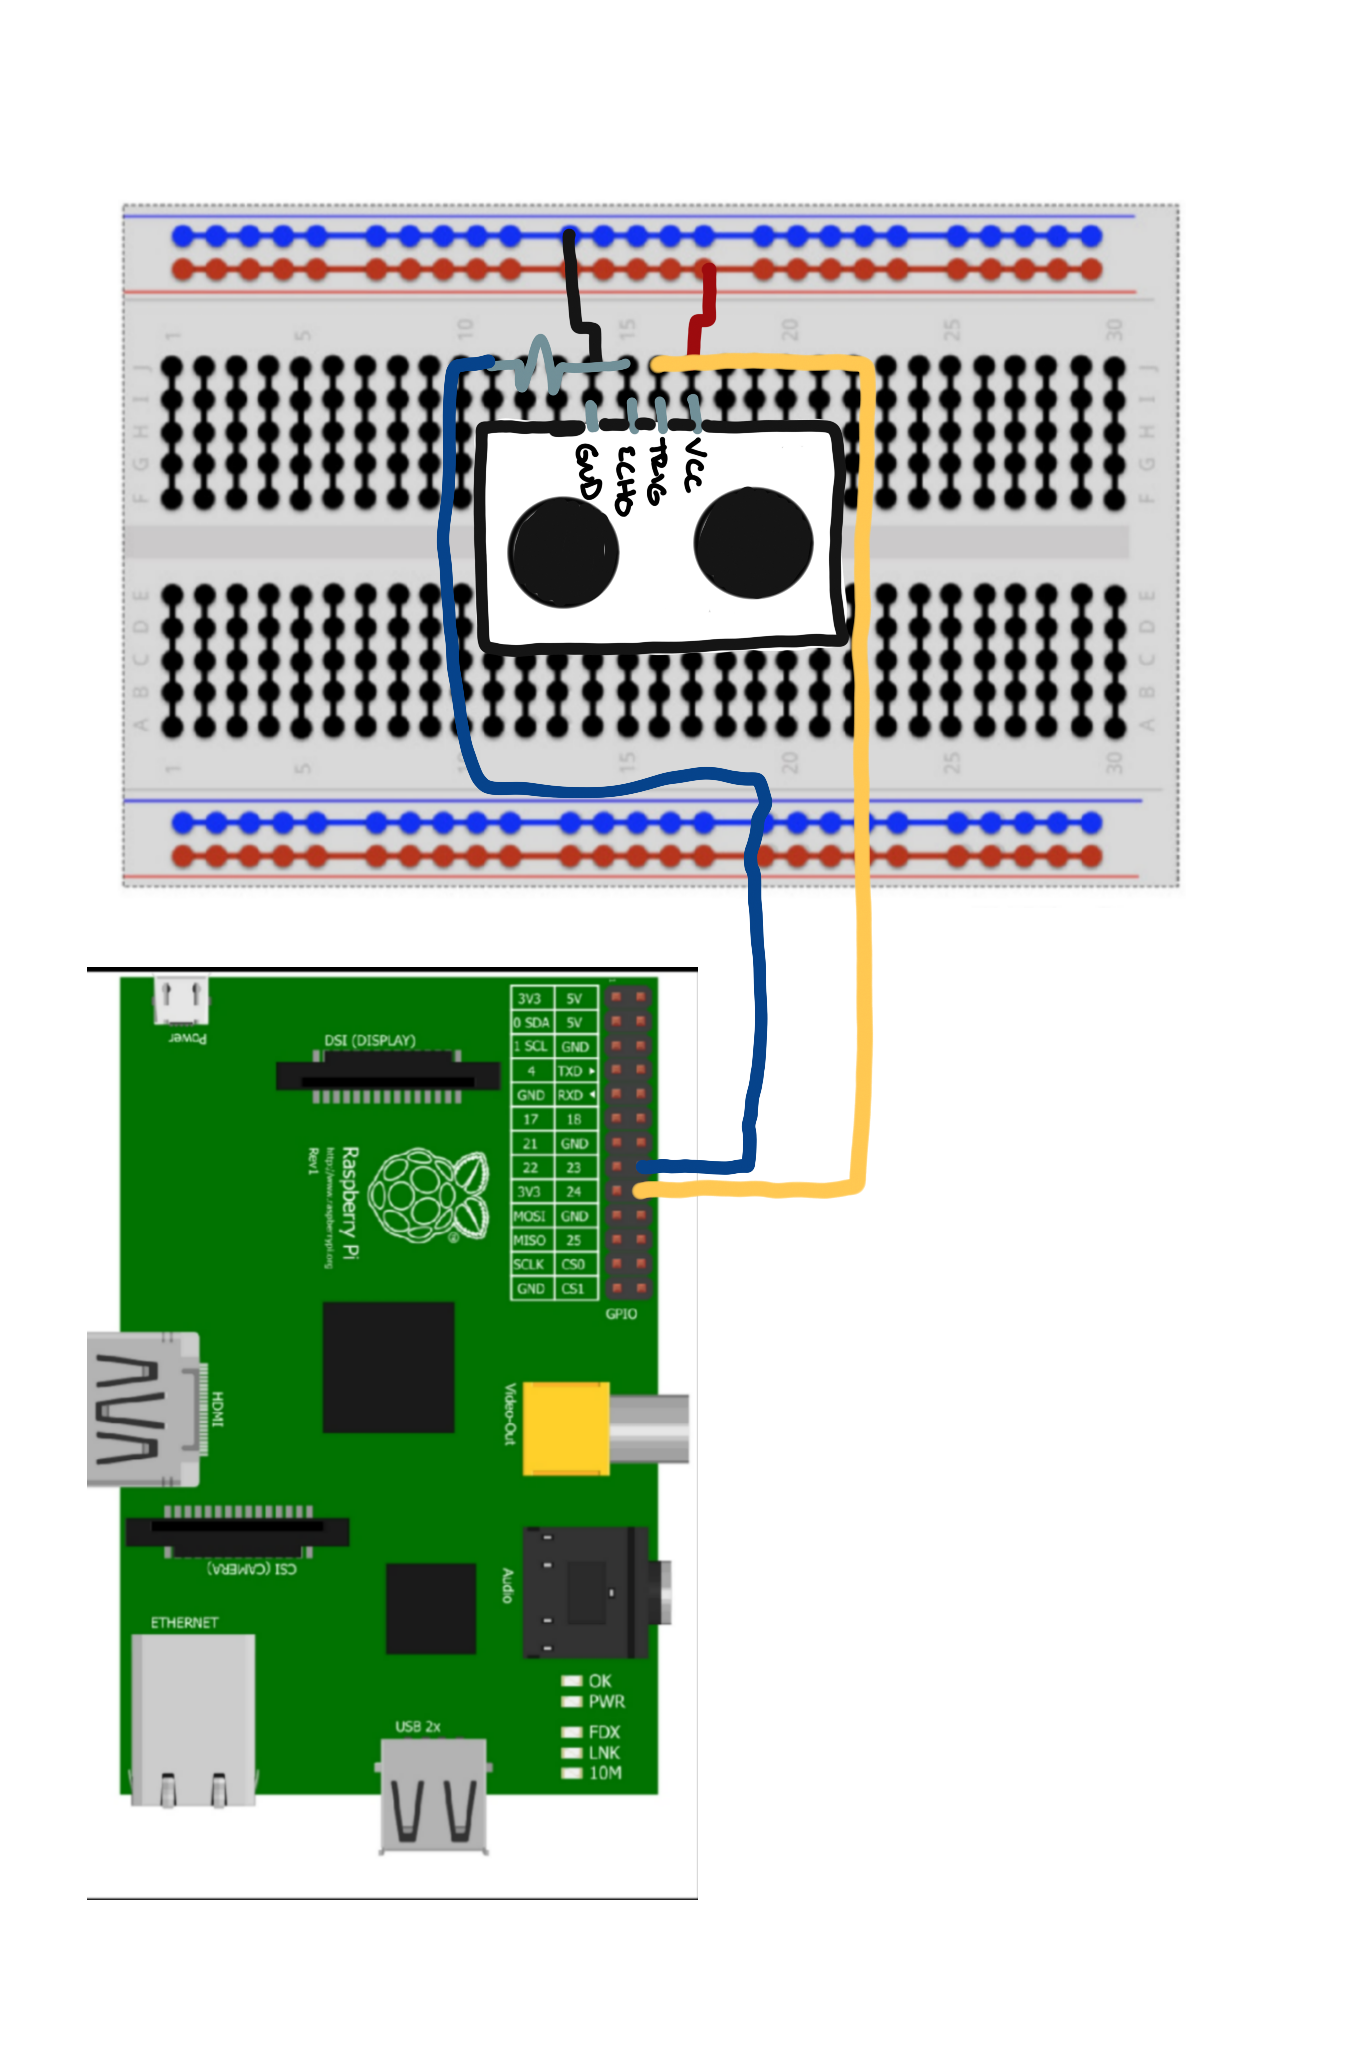 1 5 10 15 20 25 30
J J
I I
H H
G G
F F
GND ECHO TRIG VCC
E E
D D
C C
B B
A A
1 5 10 15 20 25 30
Power
DSI (DISPLAY)
3V3 5V
0 SDA 5V
1 SCL GND
4 TXD ▸
GND RXD ◂
17 18
21 GND
22 23
3V3 24
MOSI GND
MISO 25
SCLK CS0
GND CS1
GPIO
Raspberry Pi
http://www.raspberrypi.org
Rev1
®
HDMI
Video-Out
CSI (CAMERA)
Audio
ETHERNET
OK
PWR
FDX
LNK
10M
USB 2x